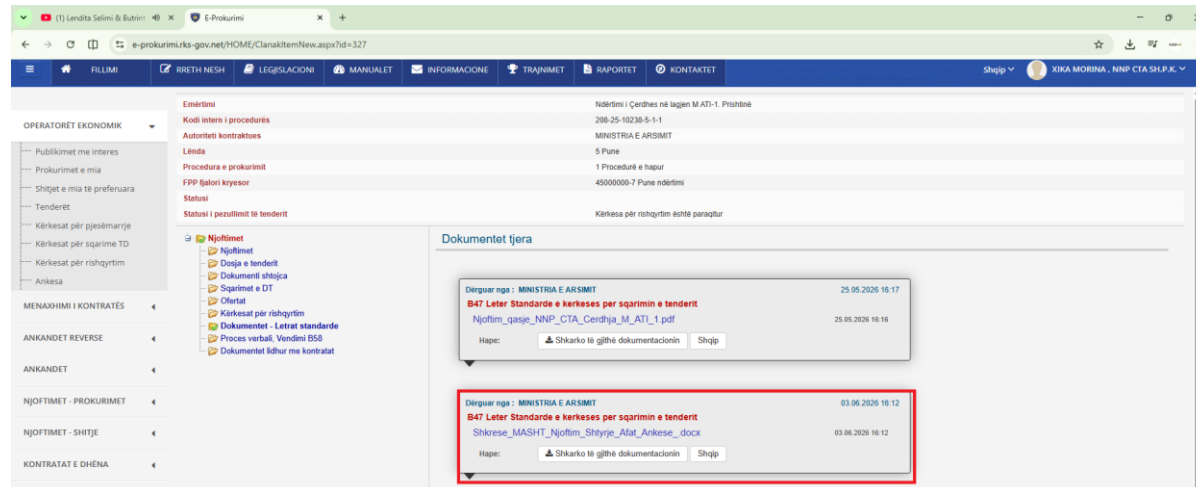 (1) Lendita Selimi & Butrim
E-Prokurimi
e-prokurimi.rks-gov.net/HOME/ClanakItemNew.aspx?id=327
FILLIMI
RRETH NESH
LEGJISLACIONI
MANUALET
INFORMACIONE
TRAJNIMET
RAPORTET
KONTAKTET
Shqip
XIKA MORINA , NNP CTA SH.P.K.
OPERATORËT EKONOMIK
Publikimet me interes
Prokurimet e mia
Shitjet e mia të preferuara
Tenderët
Kërkesat për pjesëmarrje
Kërkesat për sqarime TD
Kërkesat për rishqyrtim
Ankesa
MENAXHIMI I KONTRATËS
ANKANDET REVERSE
ANKANDET
NJOFTIMET - PROKURIMET
NJOFTIMET - SHITJE
KONTRATAT E DHËNA
Emërtimi Ndërtimi i Çerdhes në lagjen M ATI-1. Prishtinë
Kodi intern i procedurës 208-25-10238-5-1-1
Autoriteti kontraktues MINISTRIA E ARSIMIT
Lënda 5 Pune
Procedura e prokurimit 1 Procedurë e hapur
FPP fjalori kryesor 45000000-7 Pune ndërtimi
Statusi
Statusi i pezullimit të tenderit Kërkesa për rishqyrtim është paraqitur
Njoftimet
Njoftimet
Dosja e tenderit
Dokumenti shtojca
Sqarimet e DT
Ofertat
Kërkesat për rishqyrtim
Dokumentet - Letrat standarde
Proces verbali, Vendimi B58
Dokumentet lidhur me kontratat
Dokumentet tjera
Dërguar nga : MINISTRIA E ARSIMIT 25.05.2026 16:17
B47 Leter Standarde e kerkeses per sqarimin e tenderit
Njoftim_qasje_NNP_CTA_Cerdhja_M_ATI_1.pdf 25.05.2026 16:16
Hape: Shkarko të gjithë dokumentacionin Shqip
Dërguar nga : MINISTRIA E ARSIMIT 03.06.2026 16:12
B47 Leter Standarde e kerkeses per sqarimin e tenderit
Shkrese_MASHT_Njoftim_Shtyrje_Afat_Ankese_.docx 03.06.2026 16:12
Hape: Shkarko të gjithë dokumentacionin Shqip